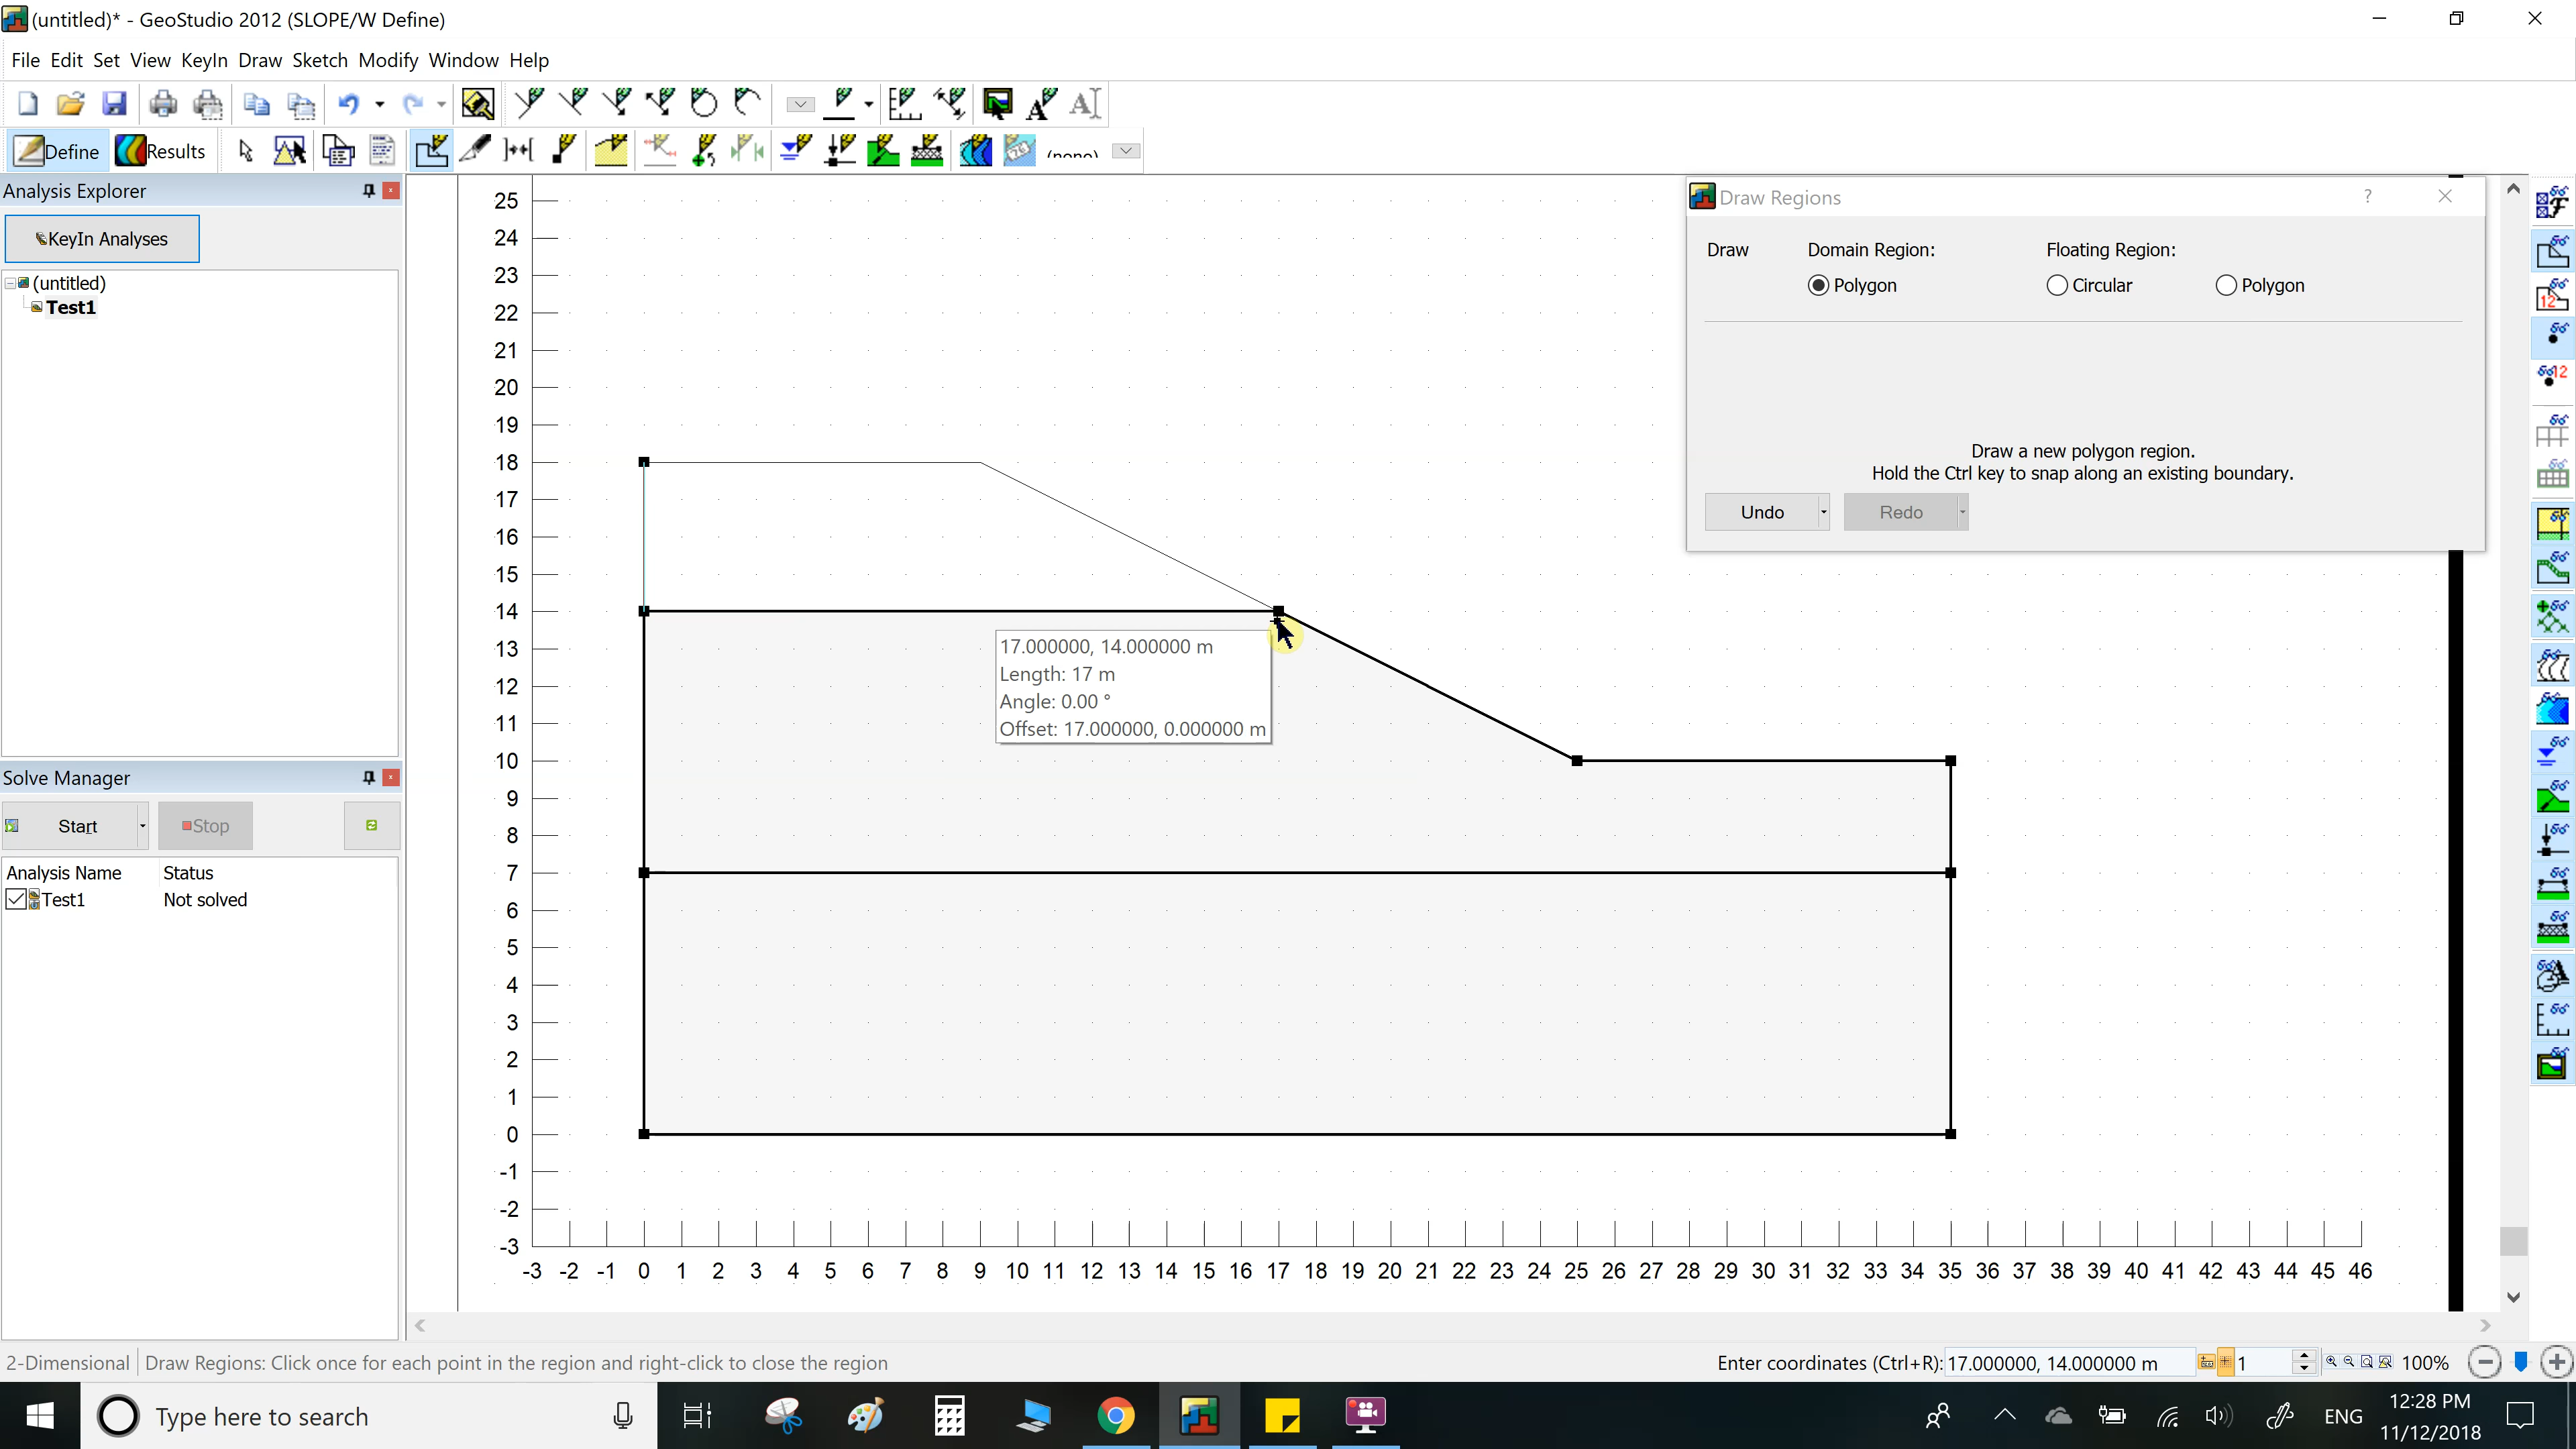 (untitled)* - GeoStudio 2012 (SLOPE/W Define)
File Edit Set View KeyIn Draw Sketch Modify Window Help
Define Results (none)
Analysis Explorer
KeyIn Analyses
(untitled)
Test1
Solve Manager
Start Stop
Analysis Name Status
Test1 Not solved
Draw Regions ?
Draw Domain Region: Floating Region:
Polygon Circular Polygon
Draw a new polygon region.
Hold the Ctrl key to snap along an existing boundary.
Undo Redo
25
24
23
22
21
20
19
18
17
16
15
14
13
12
11
10
9
8
7
6
5
4
3
2
1
0
-1
-2
-3
17.000000, 14.000000 m
Length: 17 m
Angle: 0.00 °
Offset: 17.000000, 0.000000 m
-3 -2 -1 0 1 2 3 4 5 6 7 8 9 10 11 12 13 14 15 16 17 18 19 20 21 22 23 24 25 26 27 28 29 30 31 32 33 34 35 36 37 38 39 40 41 42 43 44 45 46
2-Dimensional Draw Regions: Click once for each point in the region and right-click to close the region
Enter coordinates (Ctrl+R): 17.000000, 14.000000 m 1 100%
Type here to search
ENG
12:28 PM
11/12/2018